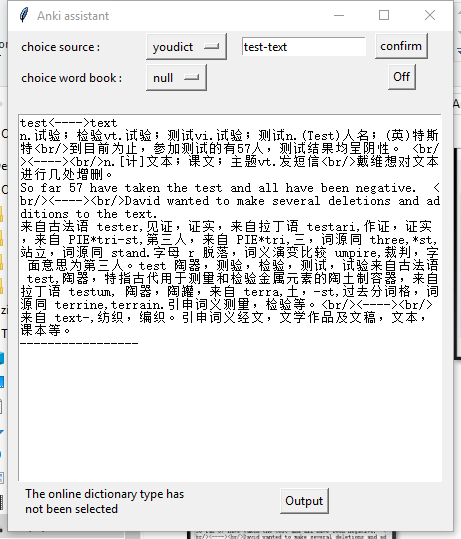 Anki assistant
choice source : youdict test-text confirm
choice word book : null Off
test<---->text
n.试验；检验vt.试验；测试vi.试验；测试n.(Test)人名；(英)特斯
特<br/>到目前为止，参加测试的有57人，测试结果均呈阴性。 <br/>
<----><br/>n.[计]文本；课文；主题vt.发短信<br/>戴维想对文本
进行几处增删。
So far 57 have taken the test and all have been negative.  <
br/><----><br/>David wanted to make several deletions and ad
ditions to the text.
来自古法语 tester,见证，证实，来自拉丁语 testari,作证，证实
，来自 PIE*tri-st,第三人，来自 PIE*tri,三，词源同 three,*st,
站立，词源同 stand.字母 r 脱落，词义演变比较 umpire,裁判，字
面意思为第三人。test 陶器，测验，检验，测试，试验来自古法语
test,陶器，特指古代用于测量和检验金属元素的陶土制容器，来自
拉丁语 testum, 陶器，陶罐，来自 terra,土，-st,过去分词格，词
源同 terrine,terrain.引申词义测量，检验等。<br/><----><br/>
来自 text-,纺织，编织。引申词义经文，文学作品及文稿，文本，
课本等。
------------------
The online dictionary type has
not been selected
Output